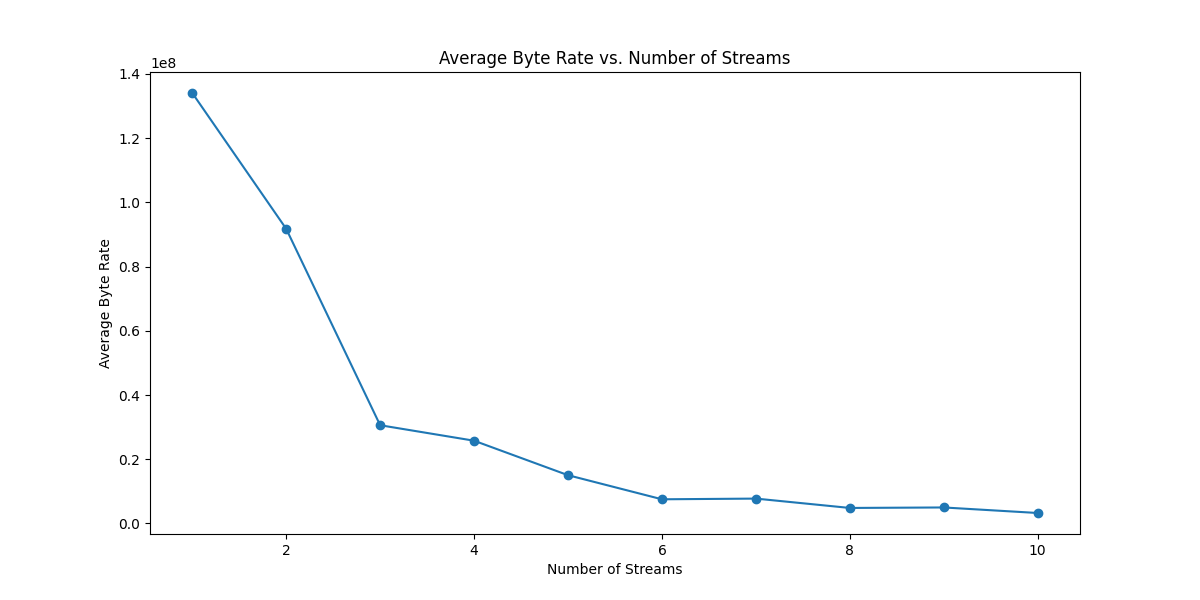 Average Byte Rate vs. Number of Streams
1e8
1.4
1.2
1.0
0.8
0.6
0.4
0.2
0.0
Average Byte Rate
2 4 6 8 10
Number of Streams